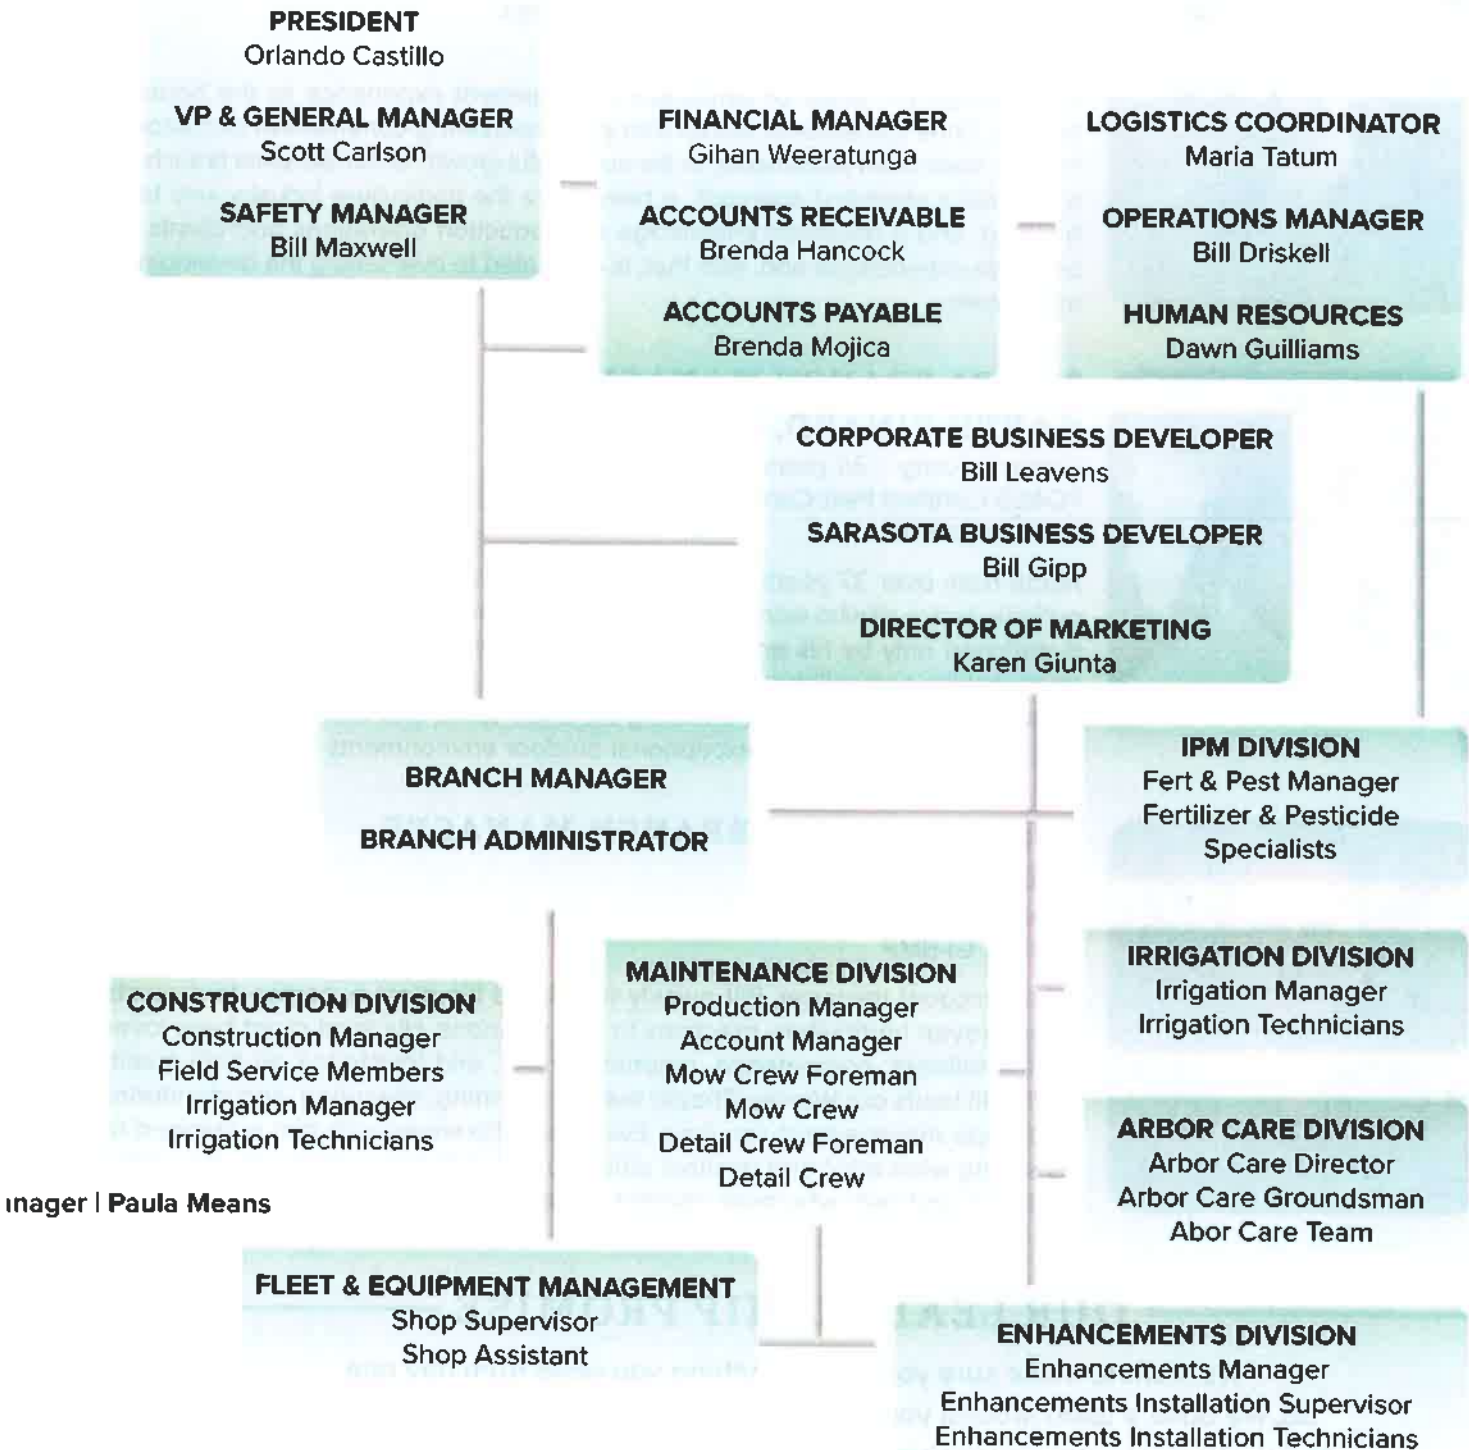 PRESIDENT
Orlando Castillo
VP & GENERAL MANAGER
Scott Carlson
SAFETY MANAGER
Bill Maxwell
FINANCIAL MANAGER
Gihan Weeratunga
ACCOUNTS RECEIVABLE
Brenda Hancock
ACCOUNTS PAYABLE
Brenda Mojica
LOGISTICS COORDINATOR
Maria Tatum
OPERATIONS MANAGER
Bill Driskell
HUMAN RESOURCES
Dawn Guilliams
CORPORATE BUSINESS DEVELOPER
Bill Leavens
SARASOTA BUSINESS DEVELOPER
Bill Gipp
DIRECTOR OF MARKETING
Karen Giunta
BRANCH MANAGER
BRANCH ADMINISTRATOR
IPM DIVISION
Fert & Pest Manager
Fertilizer & Pesticide
Specialists
CONSTRUCTION DIVISION
Construction Manager
Field Service Members
Irrigation Manager
Irrigation Technicians
MAINTENANCE DIVISION
Production Manager
Account Manager
Mow Crew Foreman
Mow Crew
Detail Crew Foreman
Detail Crew
IRRIGATION DIVISION
Irrigation Manager
Irrigation Technicians
ARBOR CARE DIVISION
Arbor Care Director
Arbor Care Groundsman
Abor Care Team
nager | Paula Means
FLEET & EQUIPMENT MANAGEMENT
Shop Supervisor
Shop Assistant
ENHANCEMENTS DIVISION
Enhancements Manager
Enhancements Installation Supervisor
Enhancements Installation Technicians